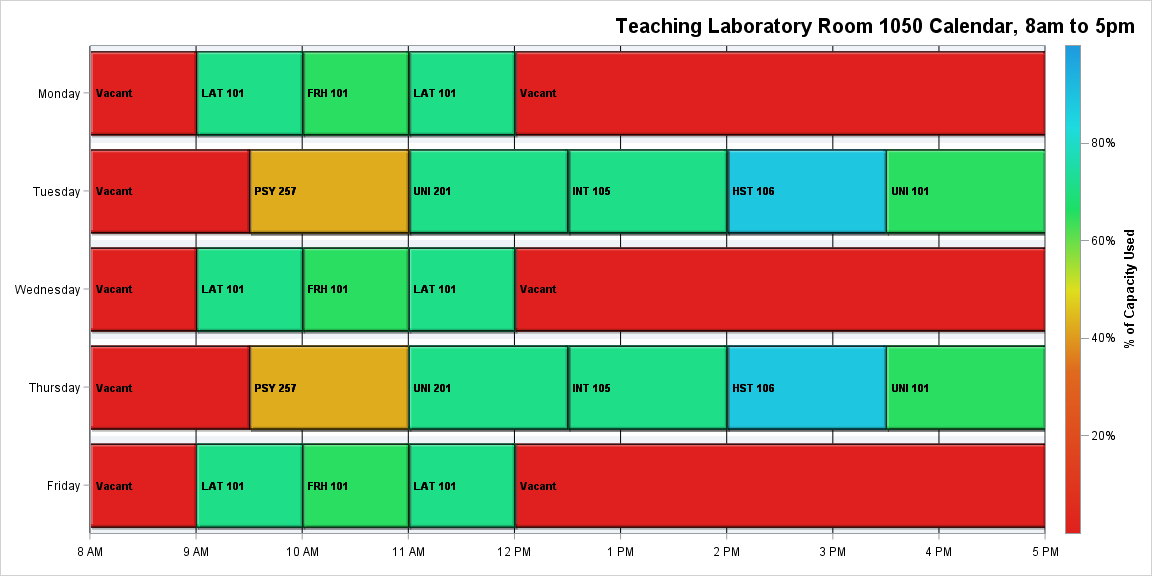 Teaching Laboratory Room 1050 Calendar, 8am to 5pm
Monday
Vacant
LAT 101
FRH 101
LAT 101
Vacant
Tuesday
Vacant
PSY 257
UNI 201
INT 105
HST 106
UNI 101
Wednesday
Vacant
LAT 101
FRH 101
LAT 101
Vacant
Thursday
Vacant
PSY 257
UNI 201
INT 105
HST 106
UNI 101
Friday
Vacant
LAT 101
FRH 101
LAT 101
Vacant
8 AM
9 AM
10 AM
11 AM
12 PM
1 PM
2 PM
3 PM
4 PM
5 PM
80%
60%
40%
20%
% of Capacity Used